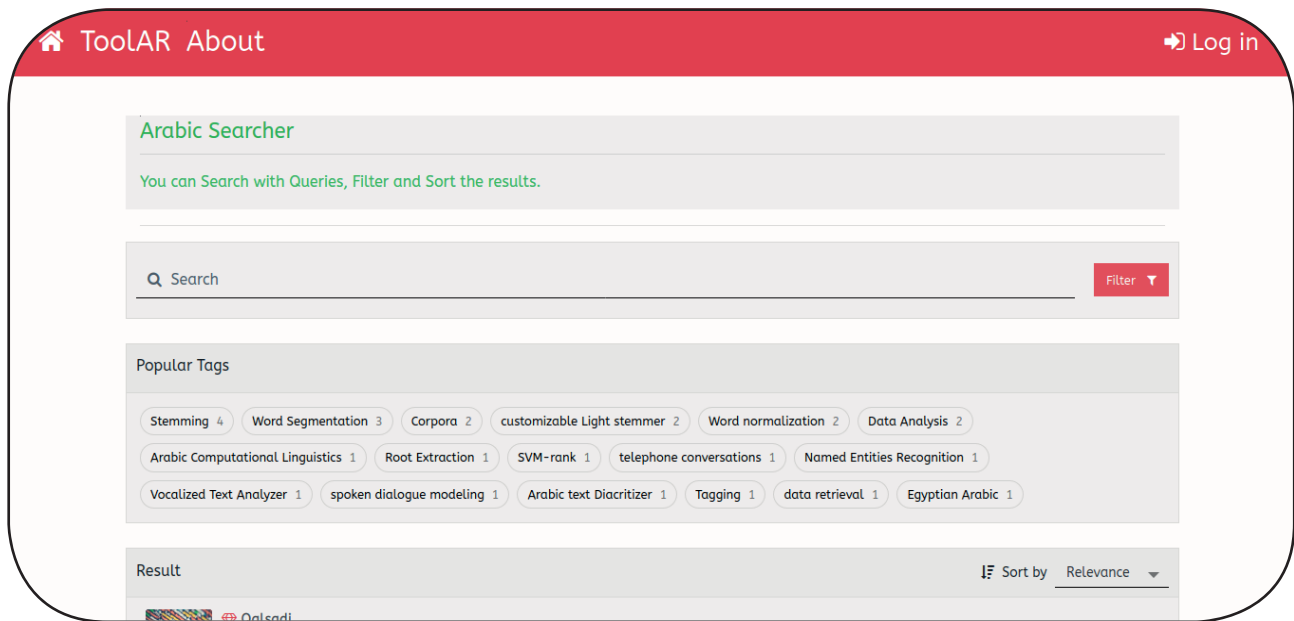 ToolAR About Log in
Arabic Searcher
You can Search with Queries, Filter and Sort the results.
Search Filter
Popular Tags
Stemming 4 Word Segmentation 3 Corpora 2 customizable Light stemmer 2 Word normalization 2 Data Analysis 2
Arabic Computational Linguistics 1 Root Extraction 1 SVM-rank 1 telephone conversations 1 Named Entities Recognition 1
Vocalized Text Analyzer 1 spoken dialogue modeling 1 Arabic text Diacritizer 1 Tagging 1 data retrieval 1 Egyptian Arabic 1
Result Sort by Relevance
Qalsadi